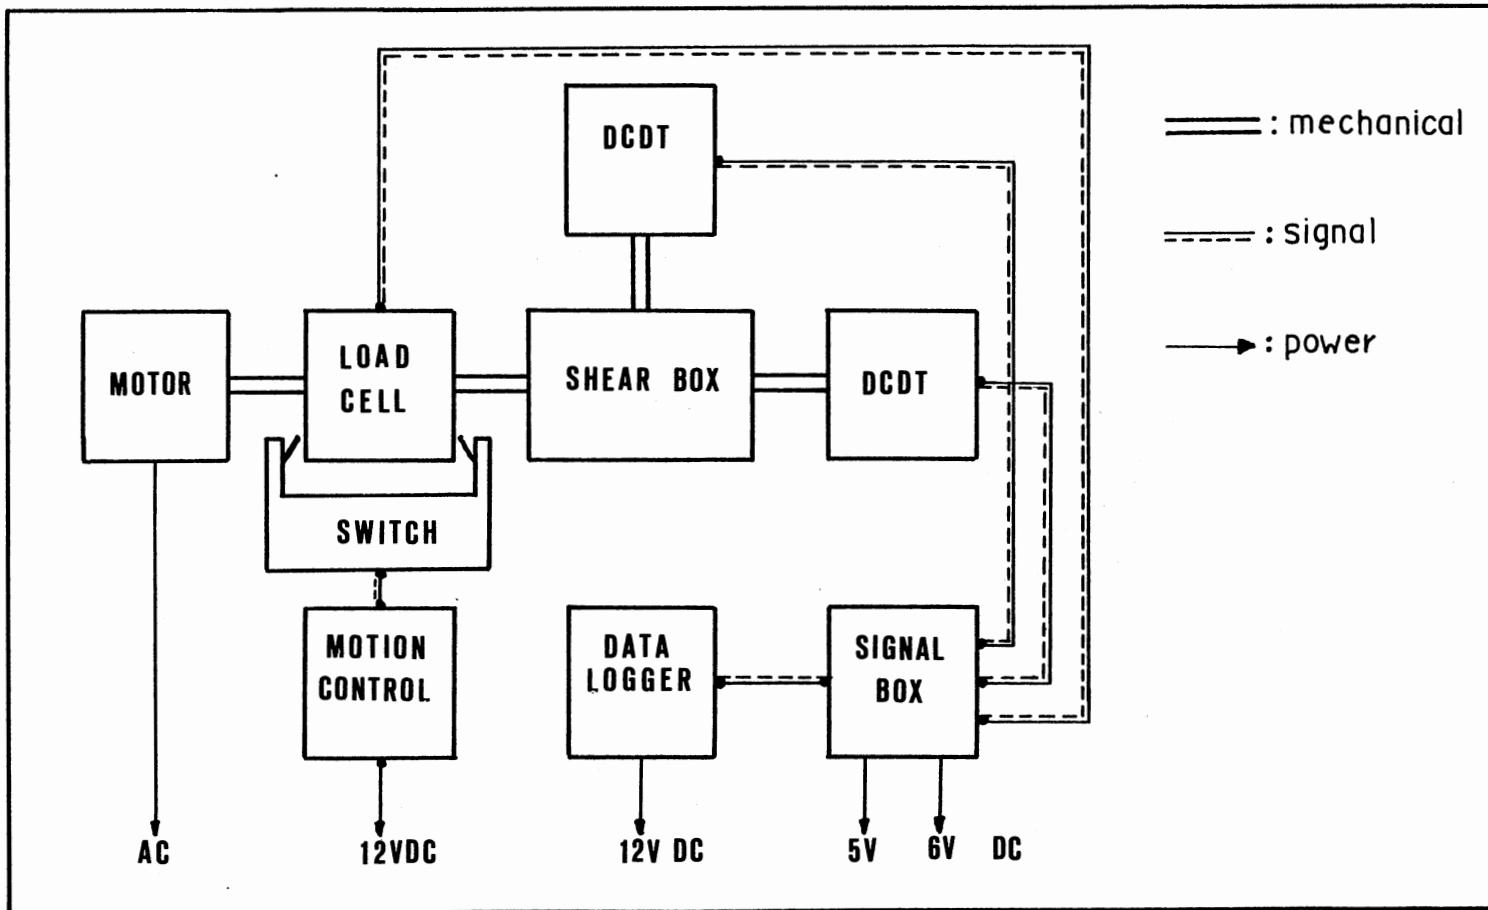 DCDT
: mechanical
: signal
: power
MOTOR
LOAD
CELL
SHEAR BOX
DCDT
SWITCH
MOTION
CONTROL
DATA
LOGGER
SIGNAL
BOX
AC
12VDC
12V DC
5V
6V DC